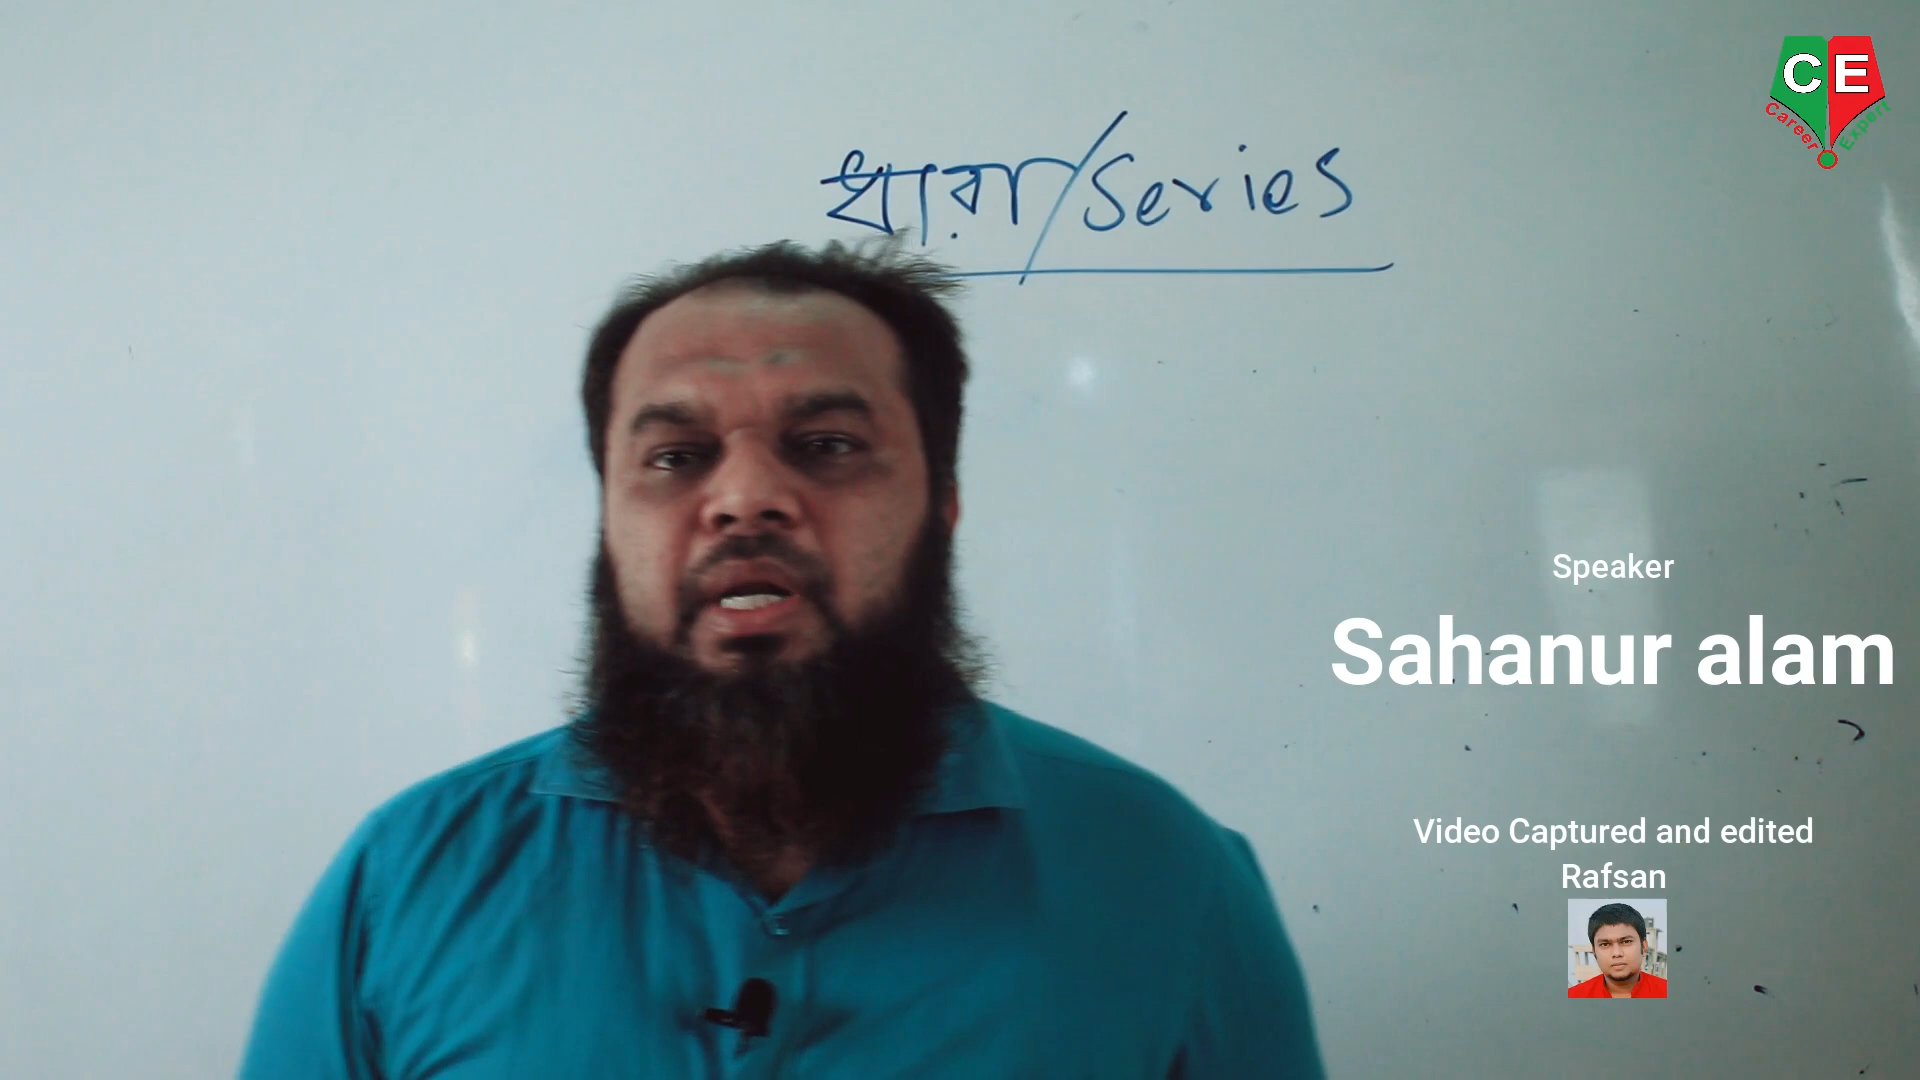 CE
Career Expert
ধারা/Series
Speaker
Sahanur alam
Video Captured and edited
Rafsan